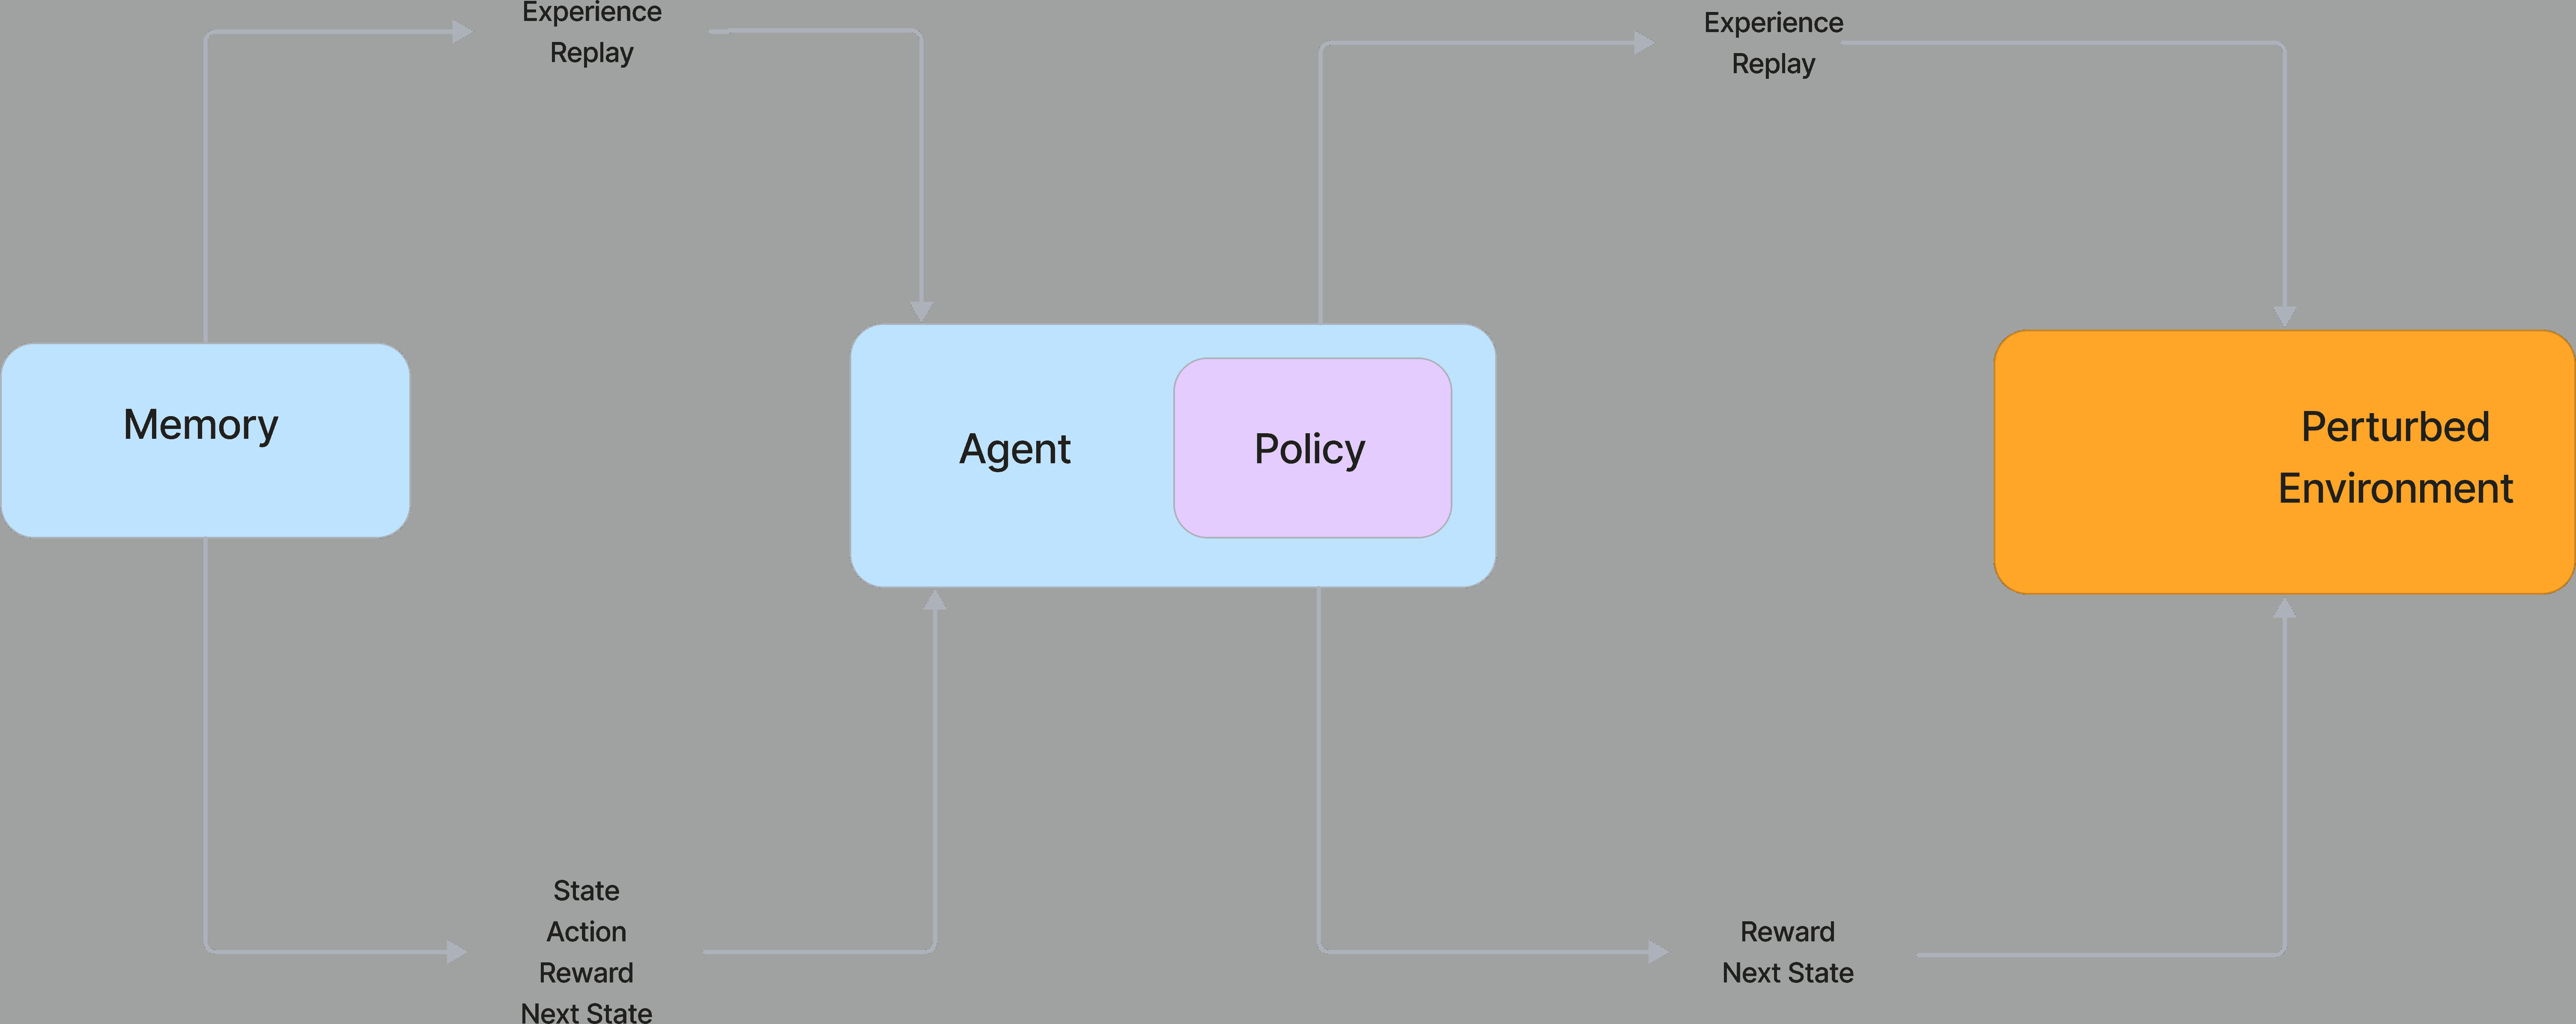 Experience
Replay
Experience
Replay
Memory
Agent
Policy
Perturbed
Environment
State
Action
Reward
Next State
Reward
Next State